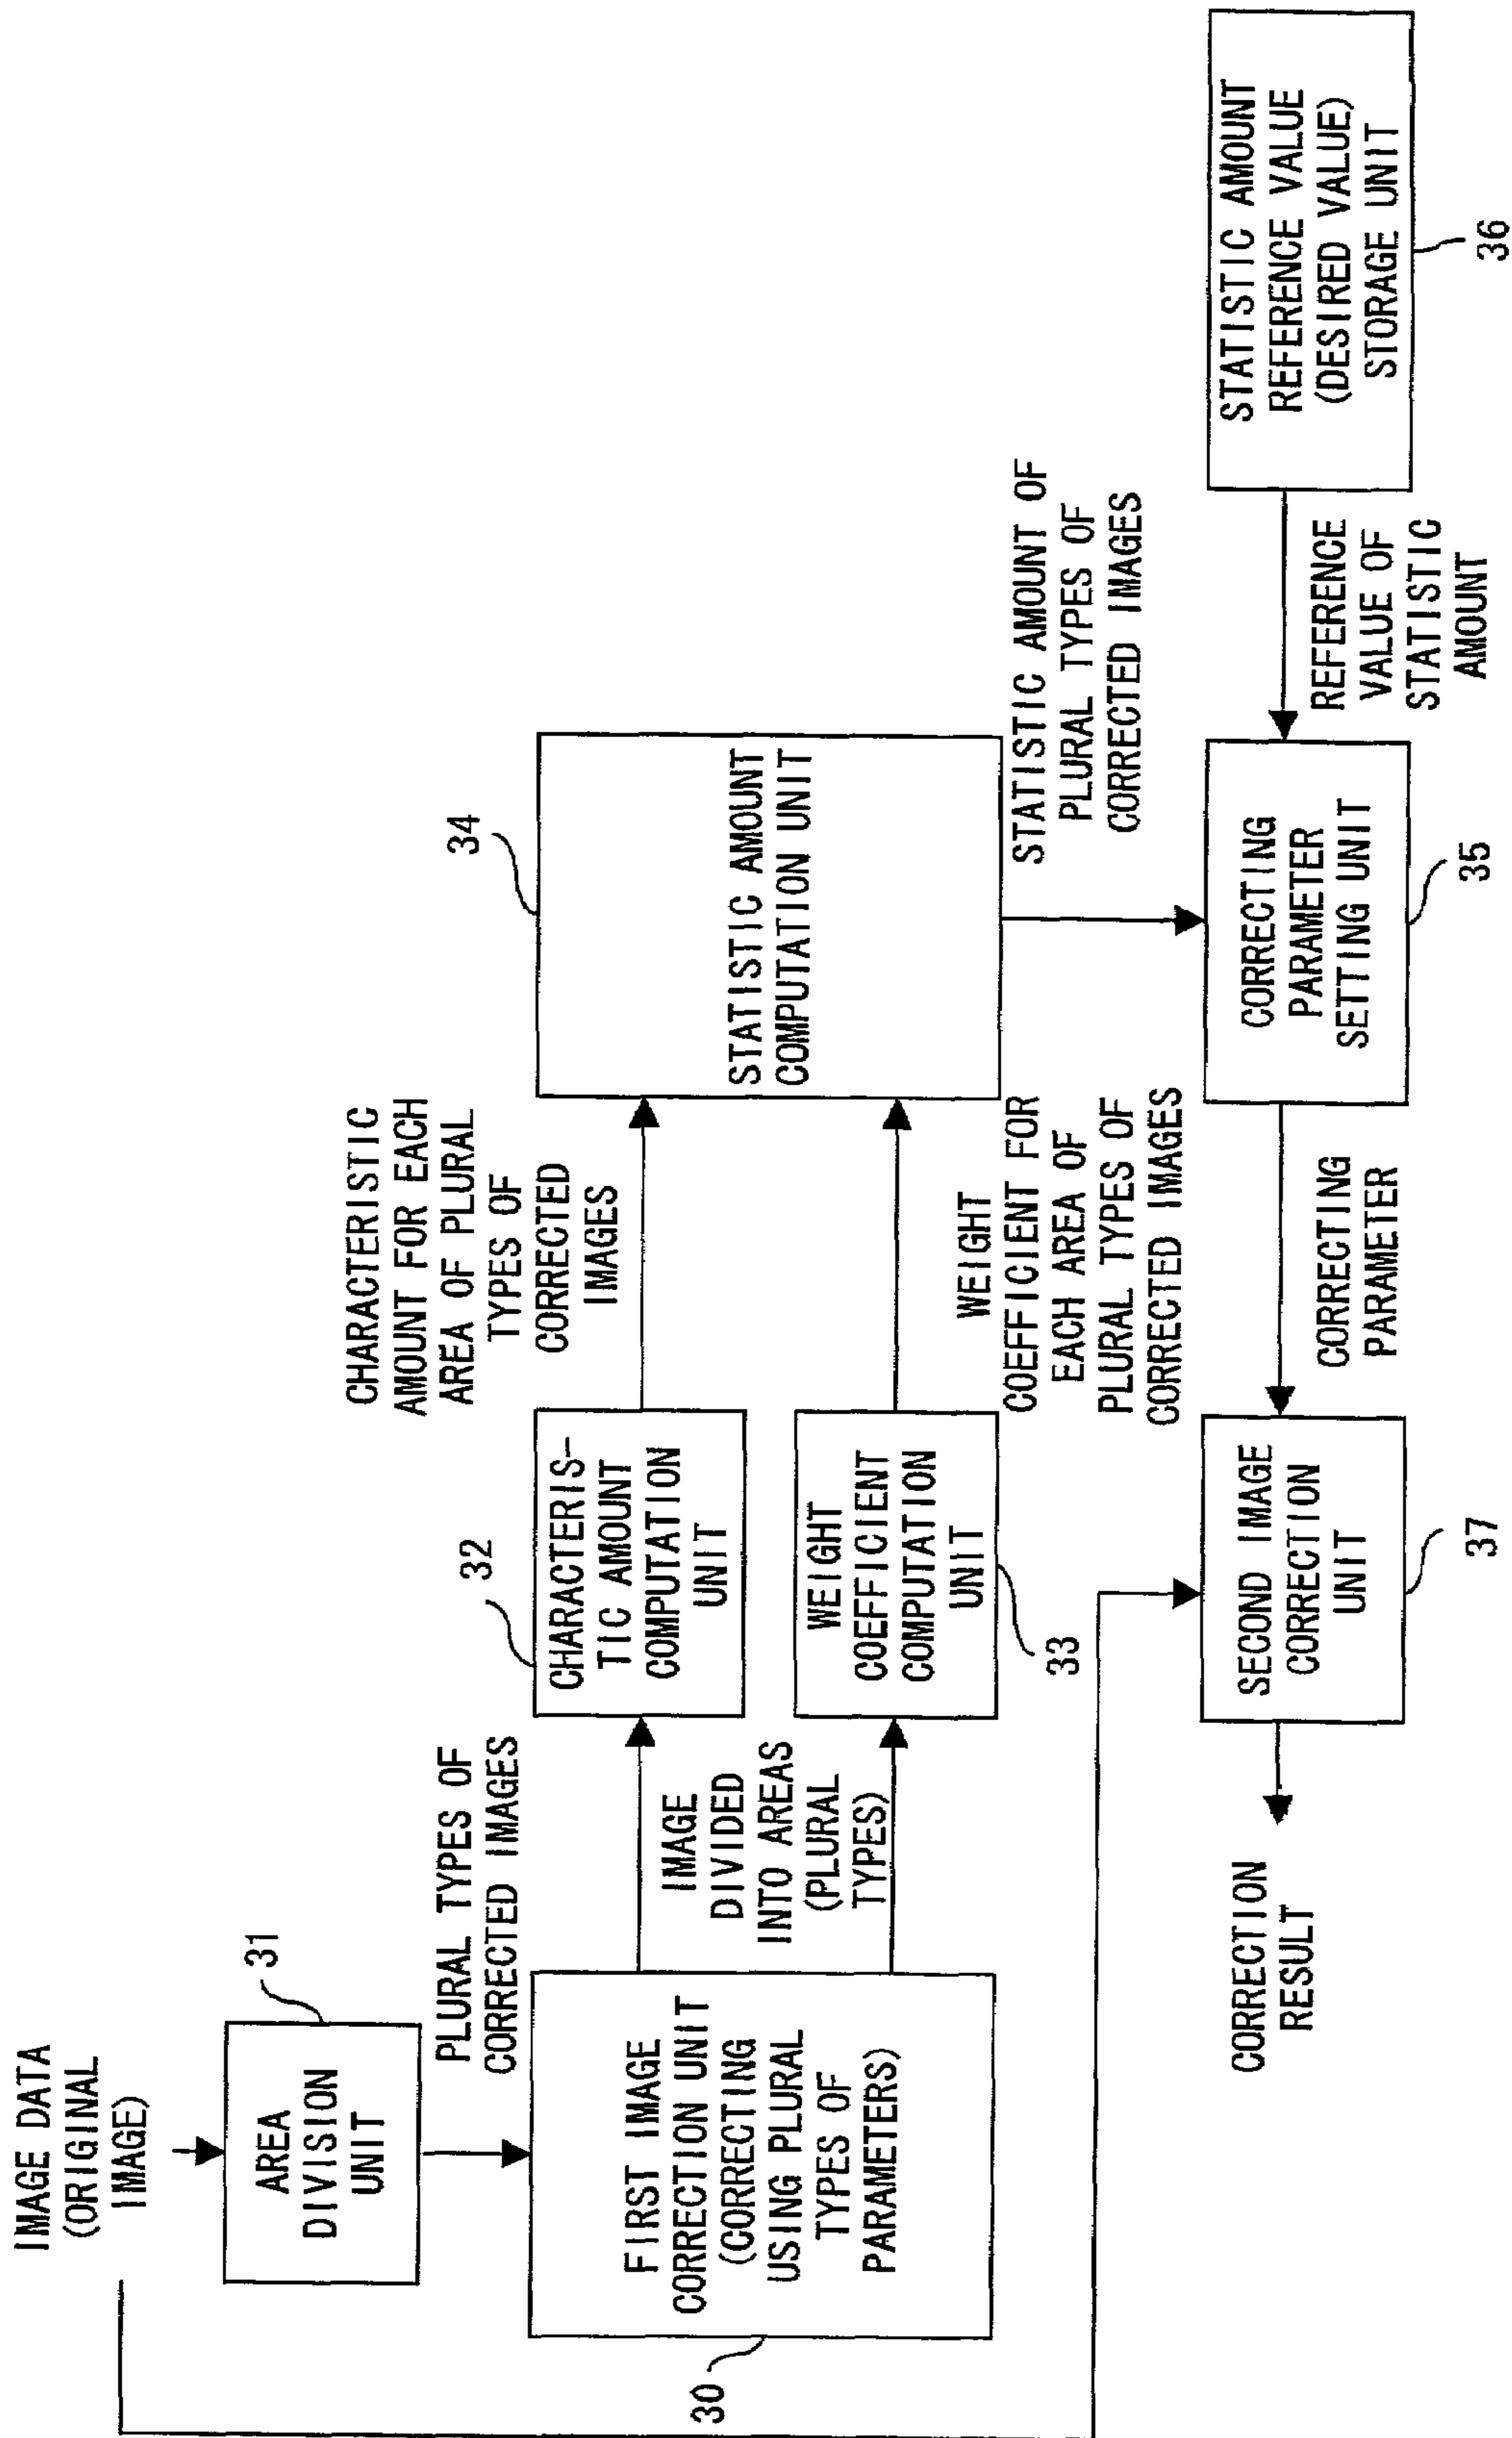 IMAGE DATA
(ORIGINAL
IMAGE)
31
AREA
DIVISION
UNIT
PLURAL TYPES OF
CORRECTED IMAGES
FIRST IMAGE
CORRECTION UNIT
(CORRECTING
USING PLURAL
TYPES OF
PARAMETERS)
30
IMAGE
DIVIDED
INTO AREAS
(PLURAL
TYPES)
32
CHARACTERIS-
TIC AMOUNT
COMPUTATION
UNIT
WEIGHT
COEFFICIENT
COMPUTATION
UNIT
33
CHARACTERISTIC
AMOUNT FOR EACH
AREA OF PLURAL
TYPES OF
CORRECTED
IMAGES
WEIGHT
COEFFICIENT FOR
EACH AREA OF
PLURAL TYPES OF
CORRECTED IMAGES
34
STATISTIC AMOUNT
COMPUTATION UNIT
STATISTIC AMOUNT OF
PLURAL TYPES OF
CORRECTED IMAGES
CORRECTION
RESULT
SECOND IMAGE
CORRECTION
UNIT
37
CORRECTING
PARAMETER
CORRECTING
PARAMETER
SETTING UNIT
35
REFERENCE
VALUE OF
STATISTIC
AMOUNT
STATISTIC AMOUNT
REFERENCE VALUE
(DESIRED VALUE)
STORAGE UNIT
36